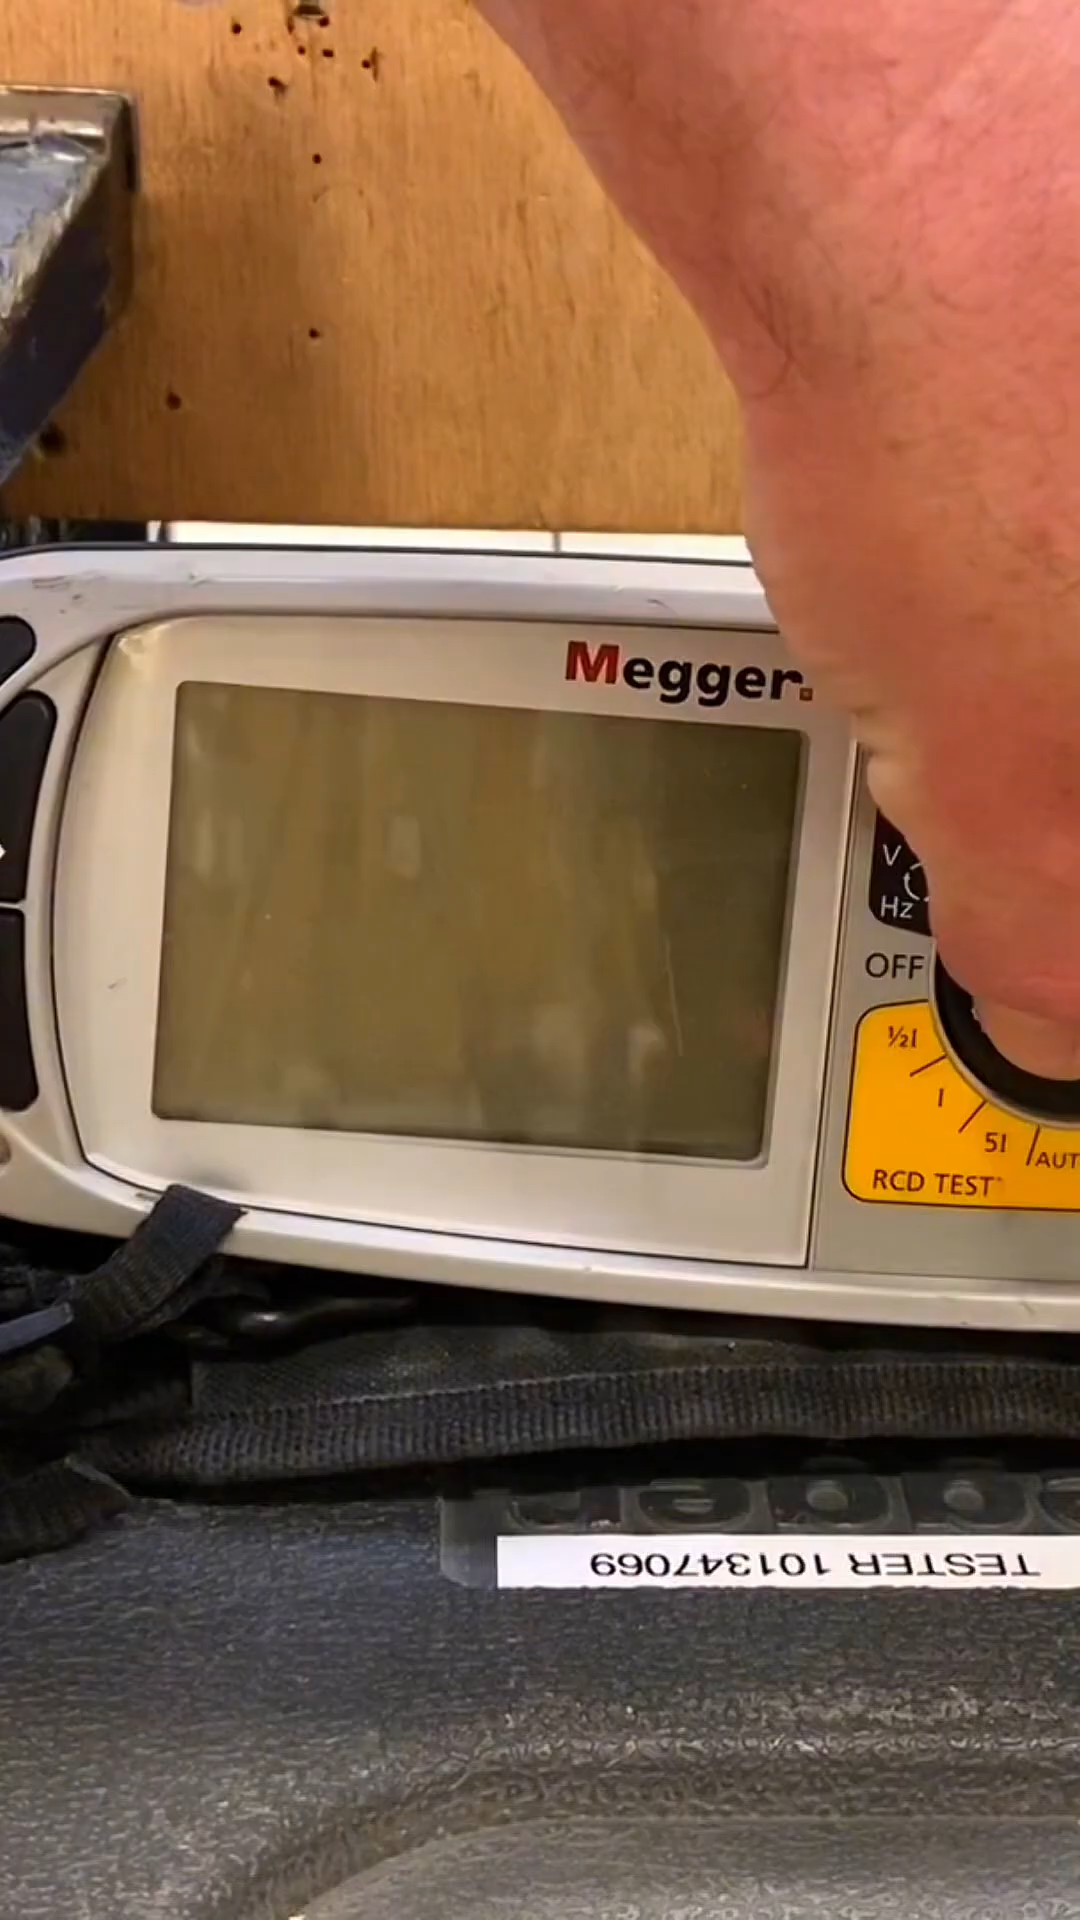 Megger.
V
Hz
OFF
½I
I
5I
AUT
RCD TEST
TESTER 101347069